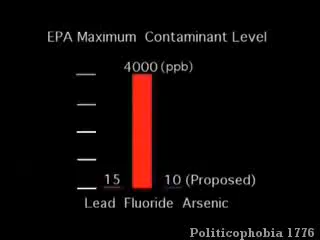 EPA Maximum Contaminant Level
4000 (ppb)
15
10 (Proposed)
Lead Fluoride Arsenic
Politicophobia 1776